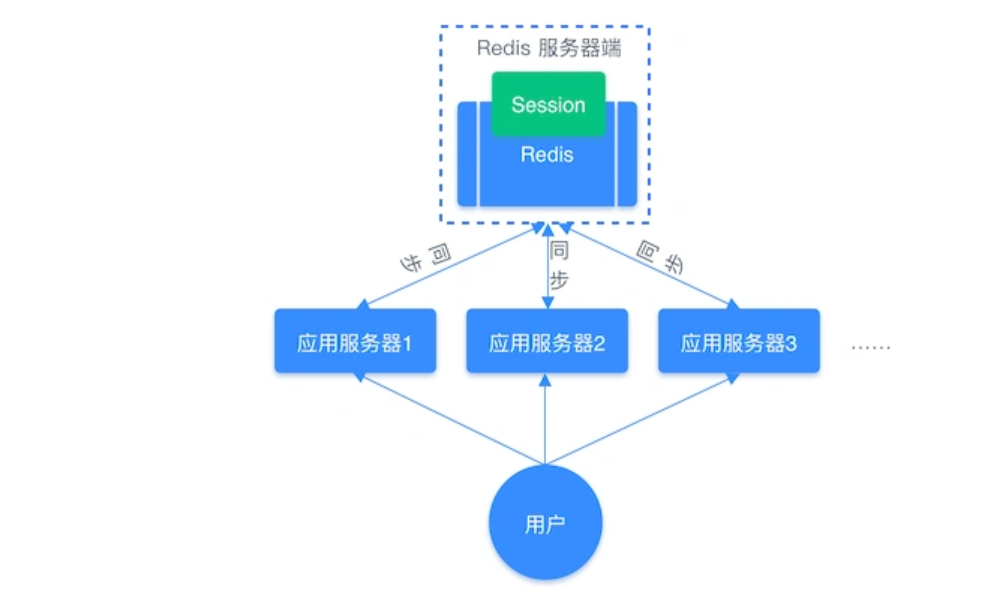 Redis 服务器端
Session
Redis
同步
同步
同步
应用服务器1
应用服务器2
应用服务器3
......
用户